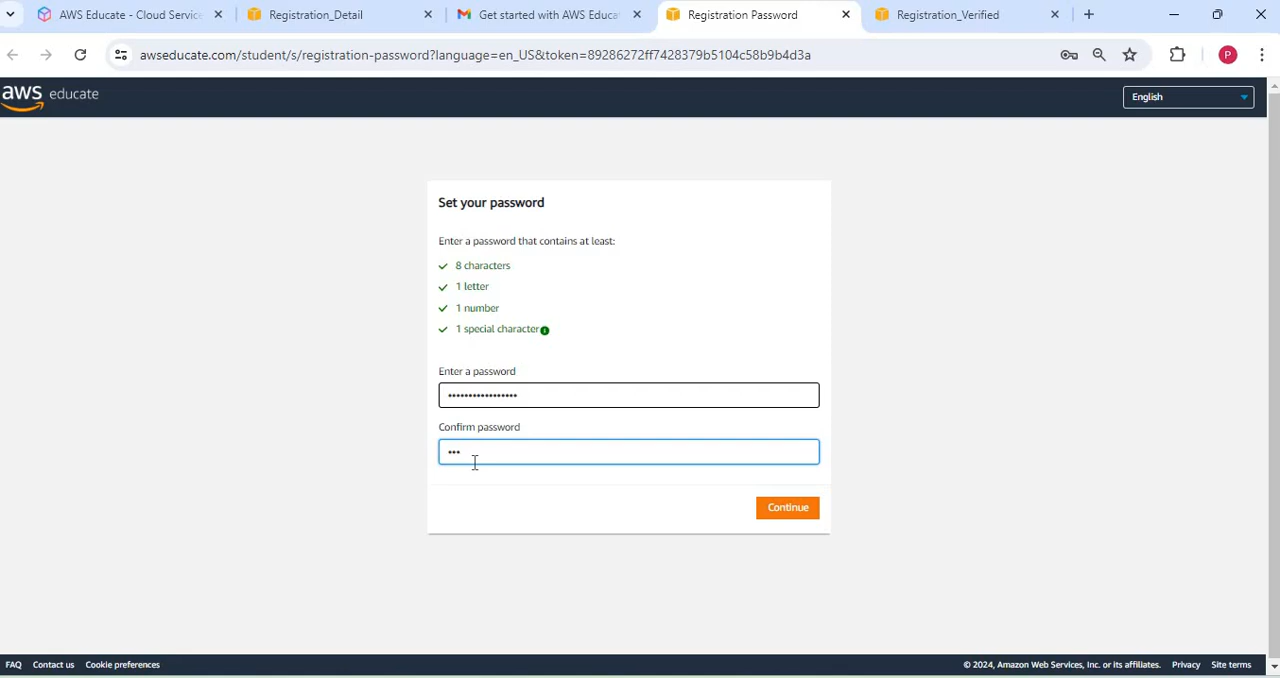 AWS Educate - Cloud Service
Registration_Detail
Get started with AWS Educat
Registration Password
Registration_Verified
awseducate.com/student/s/registration-password?language=en_US&token=89286272ff7428379b5104c58b9b4d3a
P
aws educate
English
Set your password
Enter a password that contains at least:
8 characters
1 letter
1 number
1 special character
Enter a password
•••••••••••••••••
Confirm password
•••
Continue
FAQ Contact us Cookie preferences
© 2024, Amazon Web Services, Inc. or its affiliates. Privacy Site terms